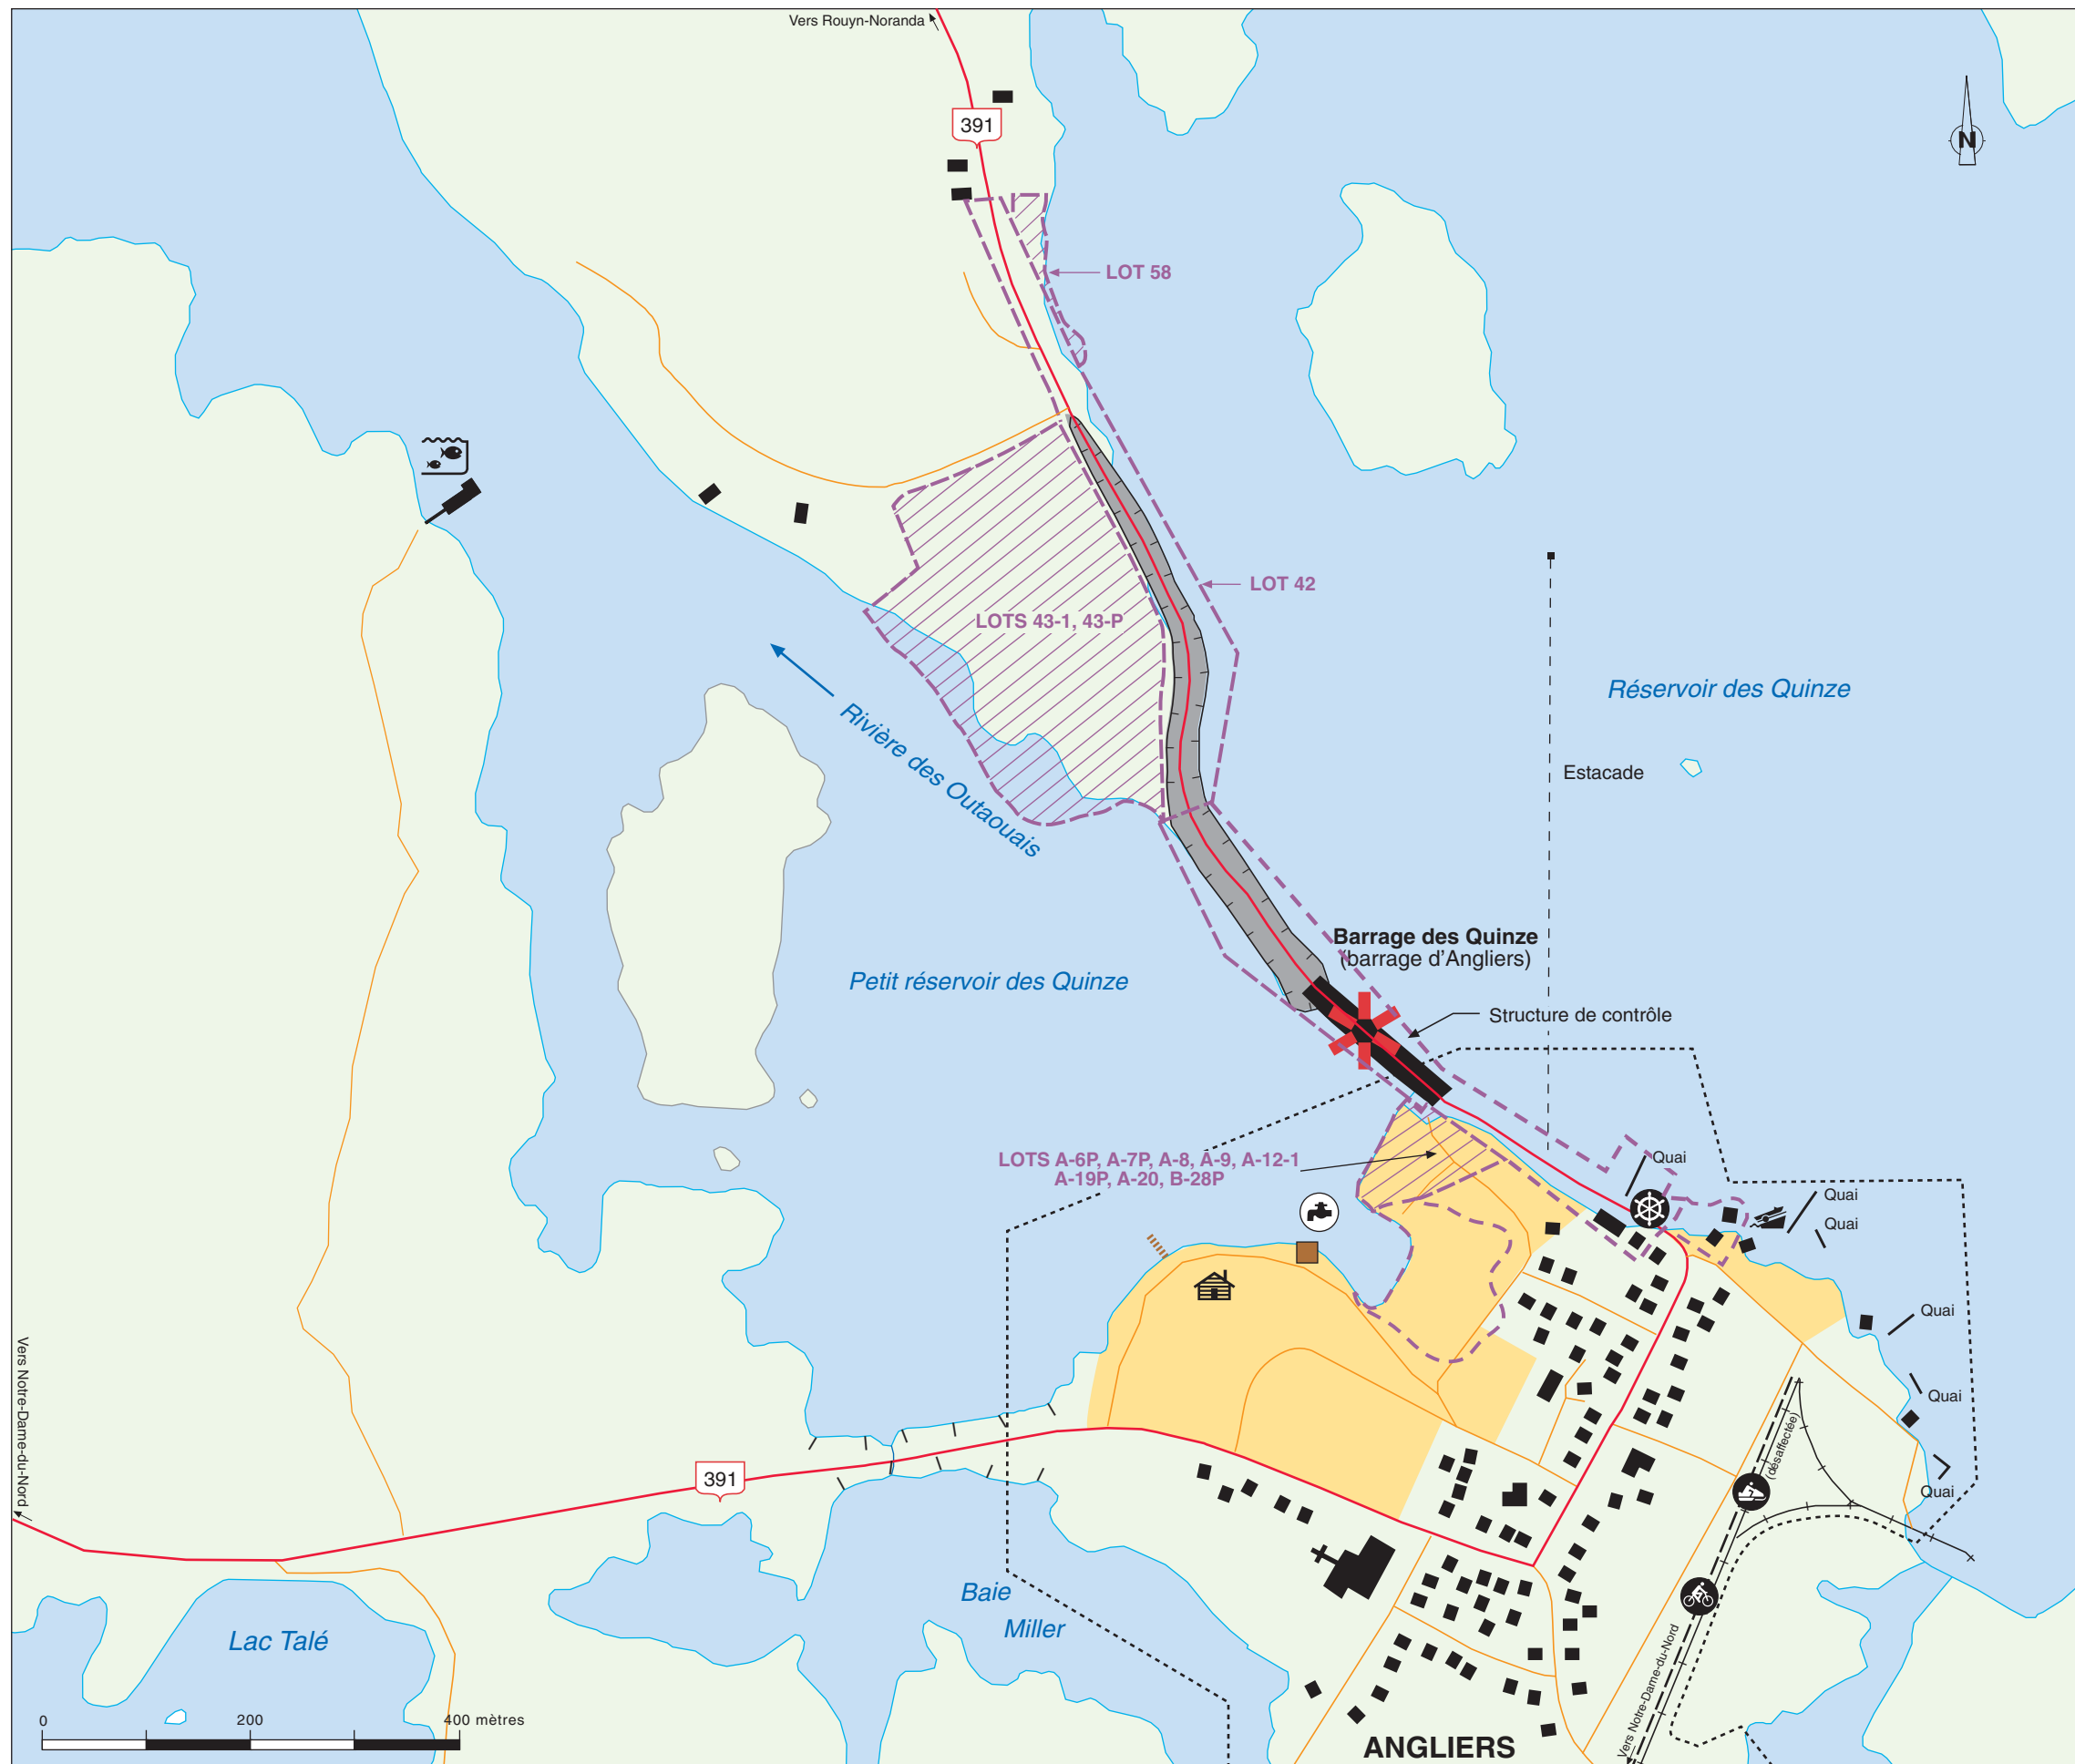 Vers Rouyn-Noranda
391
N
LOT 58
LOT 42
LOTS 43-1, 43-P
Réservoir des Quinze
Rivière des Outaouais
Estacade
Barrage des Quinze
(barrage d'Angliers)
Petit réservoir des Quinze
Structure de contrôle
LOTS A-6P, A-7P, A-8, A-9, A-12-1
A-19P, A-20, B-28P
Quai
Quai
Quai
Quai
Quai
Quai
Vers Notre-Dame-du-Nord
391
(désaffectée)
Baie
Miller
Lac Talé
Vers Notre-Dame-du-Nord
0 200 400 mètres
ANGLIERS